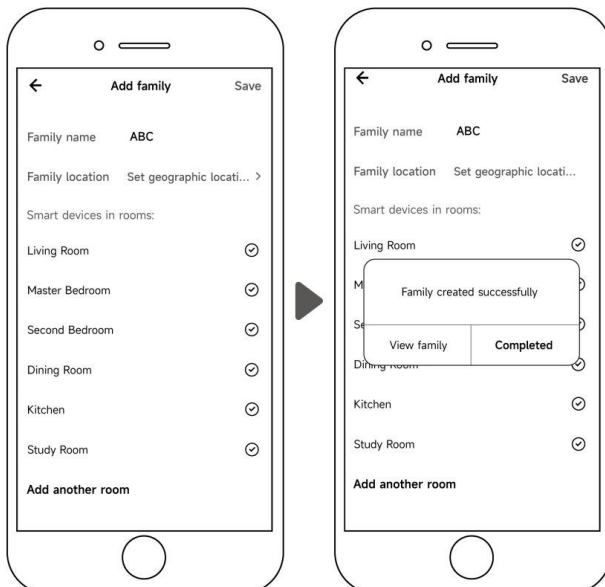 Add family Save
Family name ABC
Family location Set geographic locati... >
Smart devices in rooms:
Living Room
Master Bedroom
Second Bedroom
Dining Room
Kitchen
Study Room
Add another room
Add family Save
Family name ABC
Family location Set geographic locati...
Smart devices in rooms:
Living Room
M
Family created successfully
Se
View family Completed
Dining Room
Kitchen
Study Room
Add another room